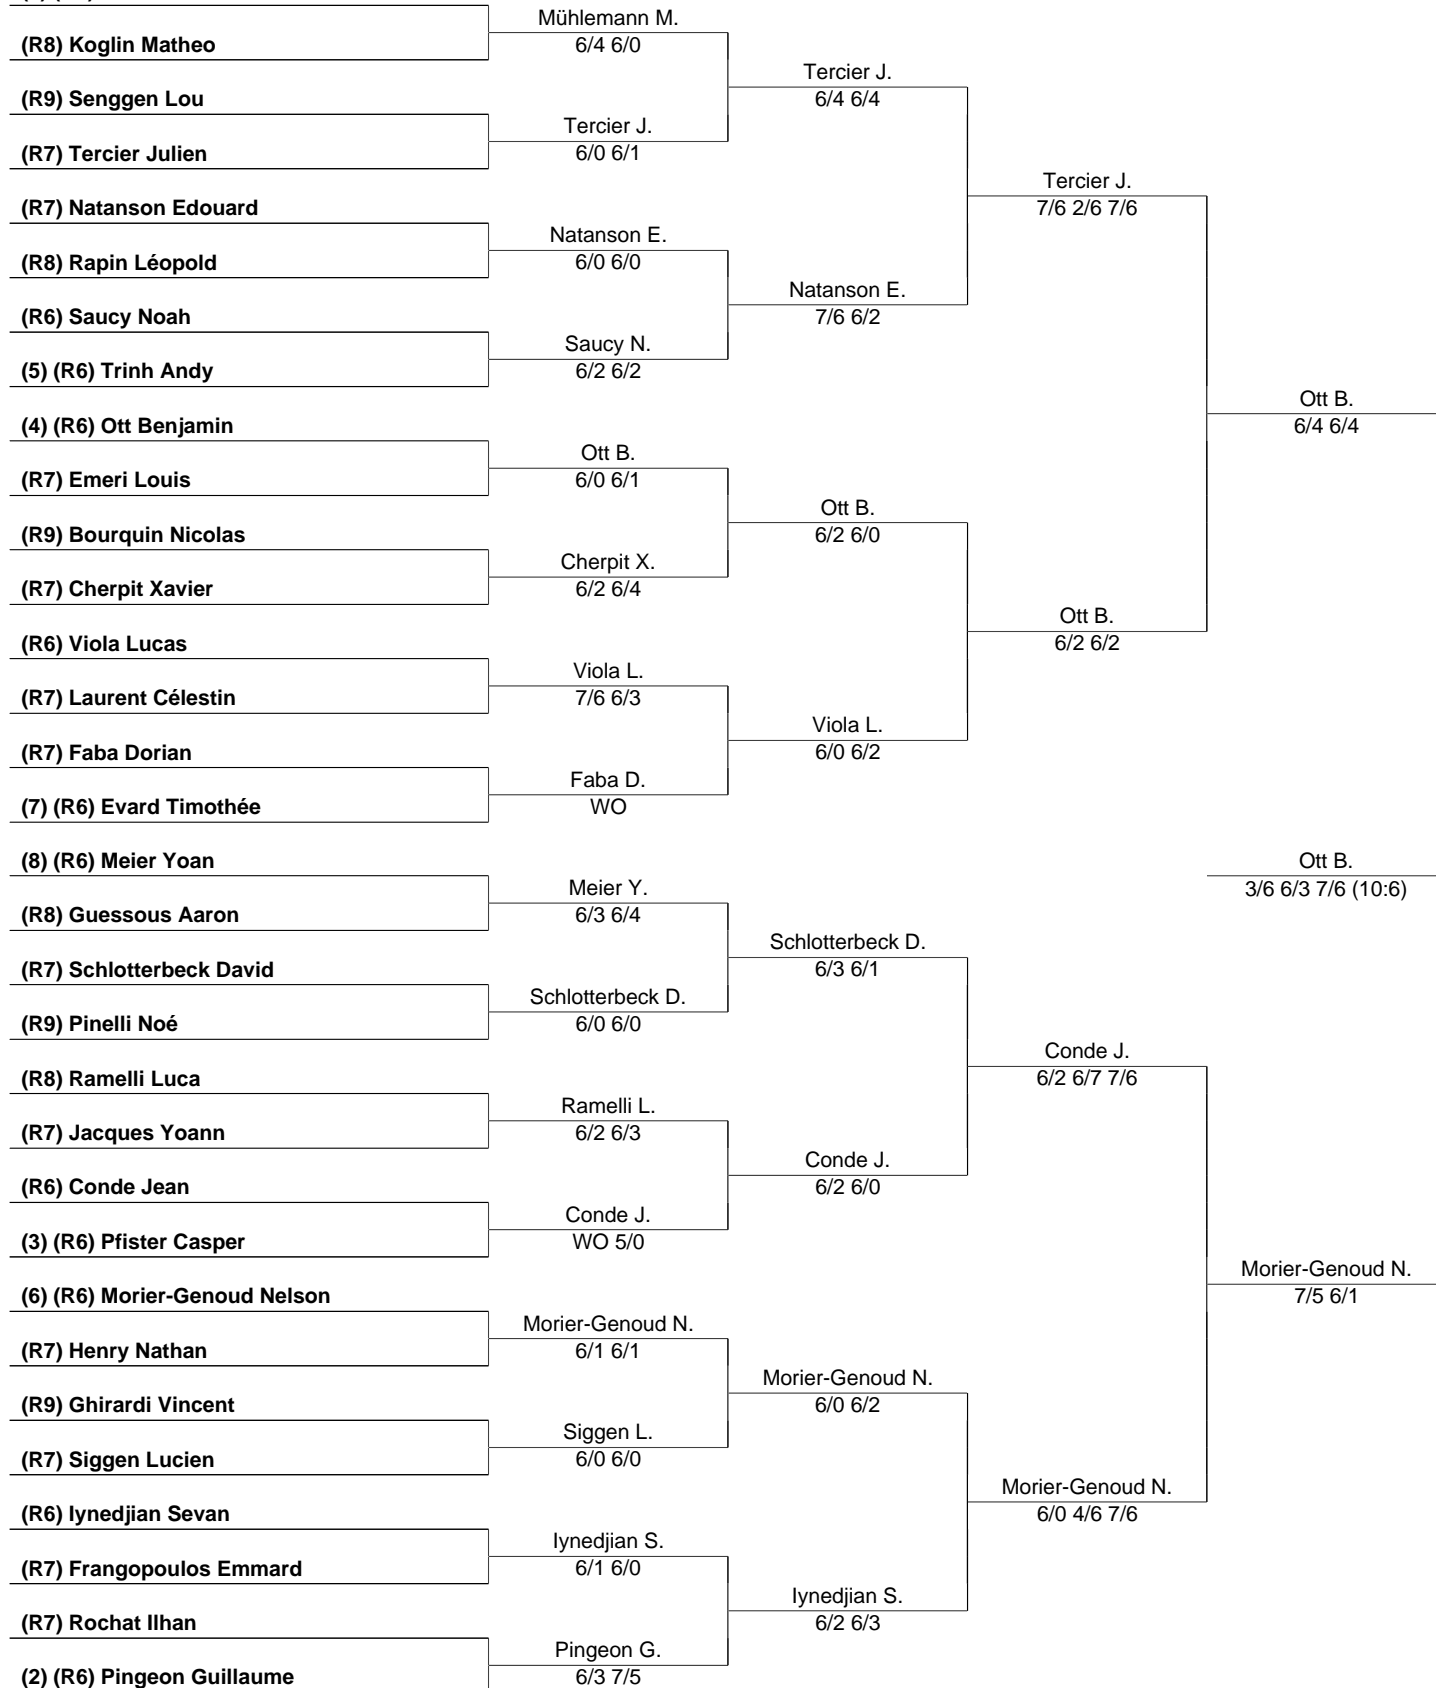 Mühlemann M.
(R8) Koglin Matheo
6/4 6/0
Tercier J.
(R9) Senggen Lou
6/4 6/4
Tercier J.
(R7) Tercier Julien
6/0 6/1
Tercier J.
(R7) Natanson Edouard
7/6 2/6 7/6
Natanson E.
(R8) Rapin Léopold
6/0 6/0
Natanson E.
(R6) Saucy Noah
7/6 6/2
Saucy N.
(5) (R6) Trinh Andy
6/2 6/2
Ott B.
(4) (R6) Ott Benjamin
6/4 6/4
Ott B.
(R7) Emeri Louis
6/0 6/1
Ott B.
(R9) Bourquin Nicolas
6/2 6/0
Cherpit X.
(R7) Cherpit Xavier
6/2 6/4
Ott B.
(R6) Viola Lucas
6/2 6/2
Viola L.
(R7) Laurent Célestin
7/6 6/3
Viola L.
(R7) Faba Dorian
6/0 6/2
Faba D.
(7) (R6) Evard Timothée
WO
(8) (R6) Meier Yoan
Ott B.
Meier Y.
3/6 6/3 7/6 (10:6)
(R8) Guessous Aaron
6/3 6/4
Schlotterbeck D.
(R7) Schlotterbeck David
6/3 6/1
Schlotterbeck D.
(R9) Pinelli Noé
6/0 6/0
Conde J.
(R8) Ramelli Luca
6/2 6/7 7/6
Ramelli L.
(R7) Jacques Yoann
6/2 6/3
Conde J.
(R6) Conde Jean
6/2 6/0
Conde J.
(3) (R6) Pfister Casper
WO 5/0
Morier-Genoud N.
(6) (R6) Morier-Genoud Nelson
7/5 6/1
Morier-Genoud N.
(R7) Henry Nathan
6/1 6/1
Morier-Genoud N.
(R9) Ghirardi Vincent
6/0 6/2
Siggen L.
(R7) Siggen Lucien
6/0 6/0
Morier-Genoud N.
(R6) Iynedjian Sevan
6/0 4/6 7/6
Iynedjian S.
(R7) Frangopoulos Emmard
6/1 6/0
Iynedjian S.
(R7) Rochat Ilhan
6/2 6/3
Pingeon G.
(2) (R6) Pingeon Guillaume
6/3 7/5